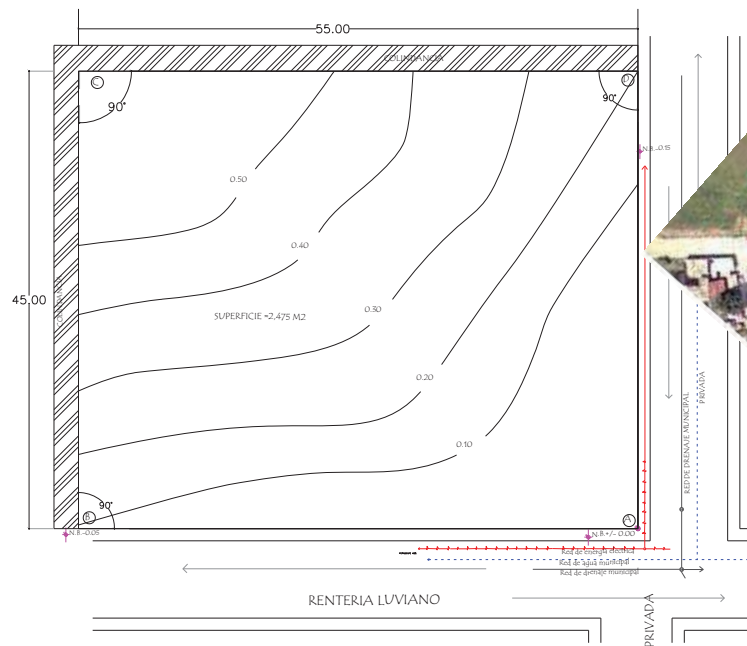 55.00
COLINDANCIA
C
90°
D
90°
N.B.-0.15
0.50
0.40
45.00
COLINDANCIA
SUPERFICIE =2,475 M2
0.30
0.20
0.10
RED DE DRENAJE MUNICIPAL
PRIVADA
90°
B
A
N.B.-0.05
N.B.+/- 0.00
Red de energia electrica
Red de agua municipal
Red de drenaje municipal
RENTERIA LUVIANO
PRIVADA